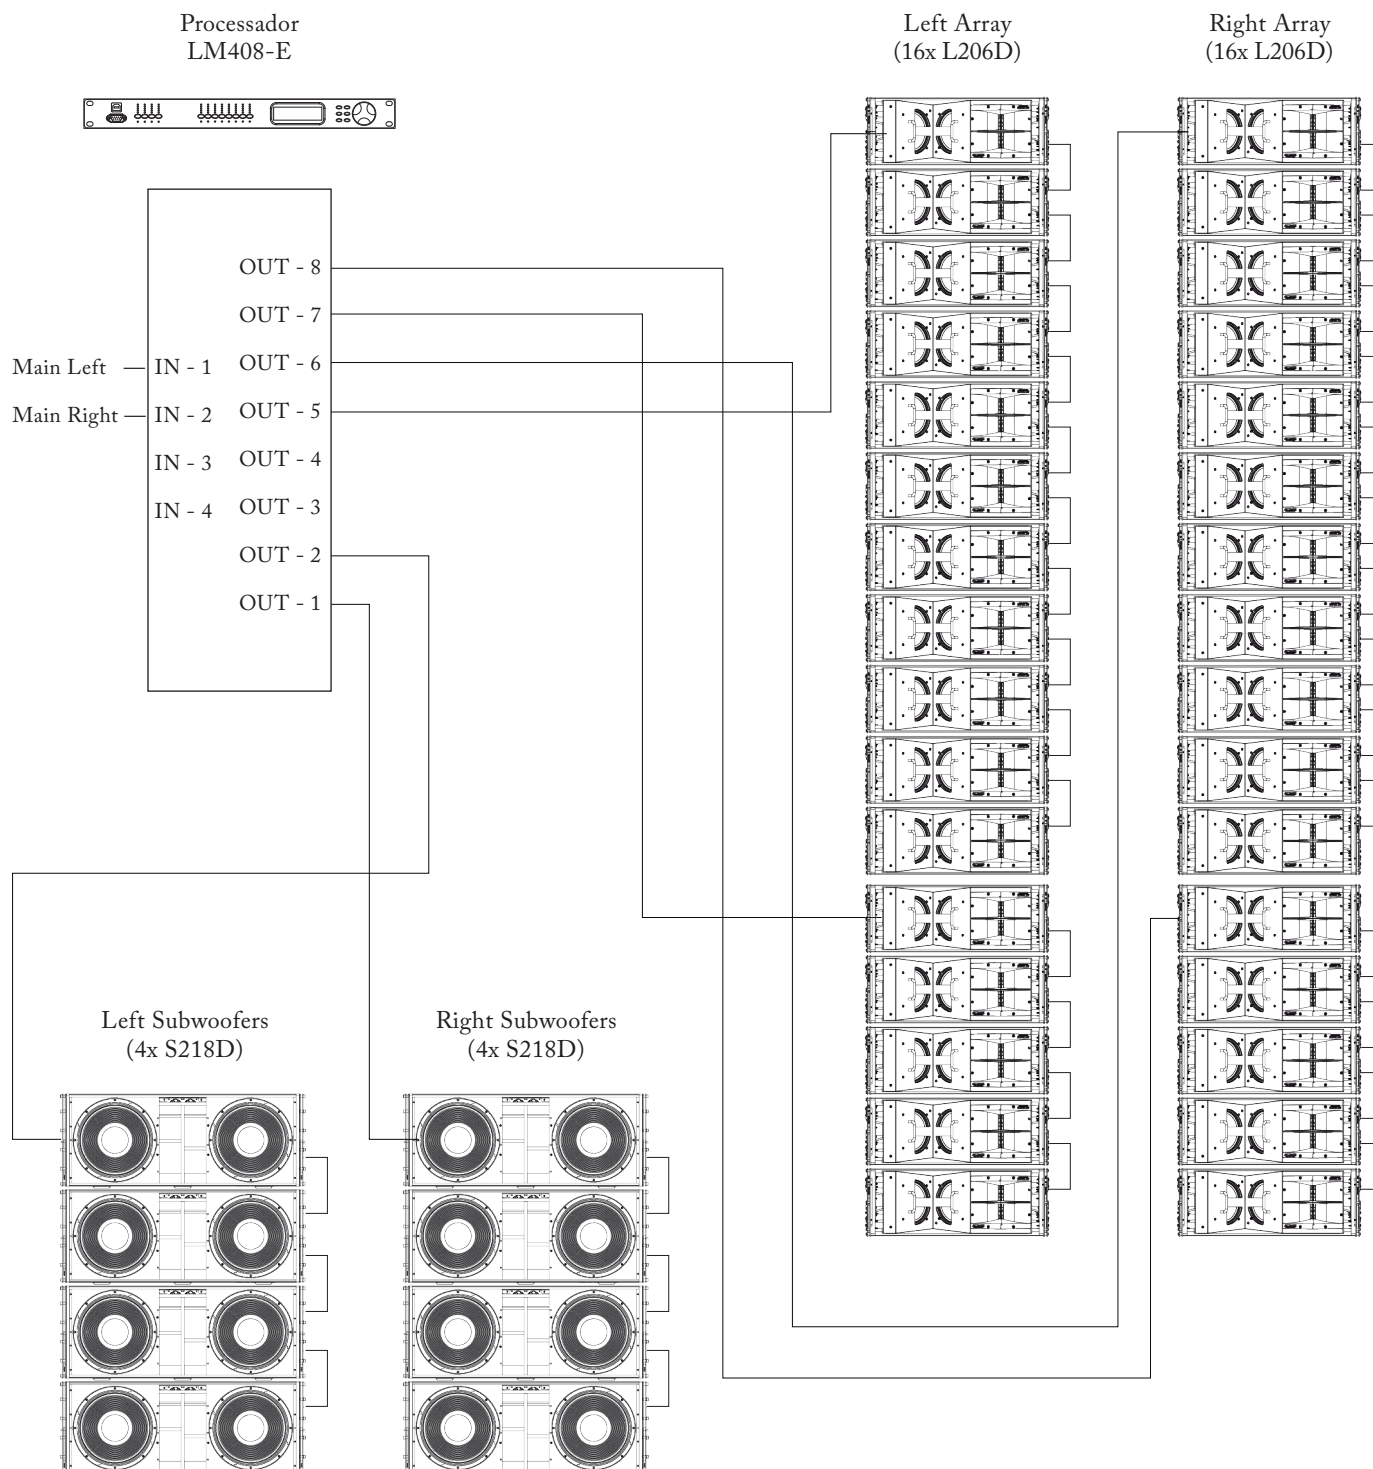 Processador
LM408-E
Left Array
(16x L206D)
Right Array
(16x L206D)
OUT - 8
OUT - 7
Main Left
IN - 1
OUT - 6
Main Right
IN - 2
OUT - 5
IN - 3
OUT - 4
IN - 4
OUT - 3
OUT - 2
OUT - 1
Left Subwoofers
(4x S218D)
Right Subwoofers
(4x S218D)